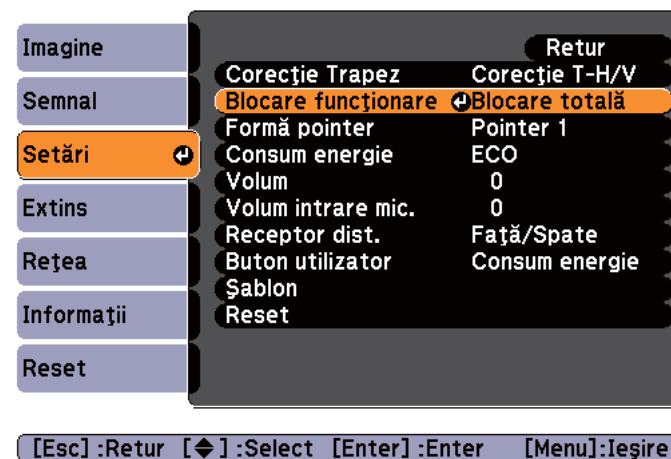 Imagine
Semnal
Setări
Extins
Reţea
Informaţii
Reset
Retur
Corecţie Trapez Corecţie T-H/V
Blocare funcţionare Blocare totală
Formă pointer Pointer 1
Consum energie ECO
Volum 0
Volum intrare mic. 0
Receptor dist. Faţă/Spate
Buton utilizator Consum energie
Şablon
Reset
[Esc] :Retur [◆] :Select [Enter] :Enter [Menu]:Ieşire